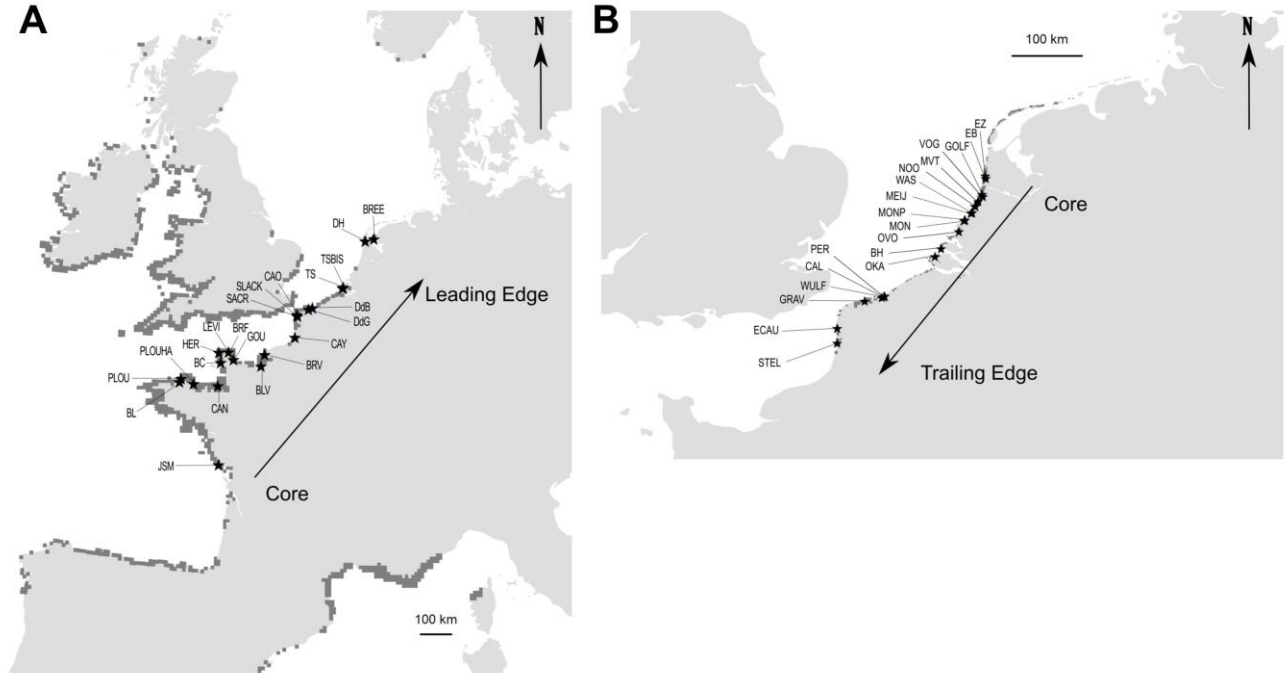 A
N
BREE
DH
TSBIS
TS
CAO
SLACK
SACR
DdB
DdG
Leading Edge
LEVI
BRF
HER
GOU
CAY
PLOUHA
BC
BRV
PLOU
BLV
BL
CAN
JSM
Core
100 km
B
100 km
N
EZ
EB
VOG
GOLF
MVT
NOO
WAS
MEIJ
Core
MONP
MON
OVO
PER
BH
CAL
OKA
WULF
GRAV
ECAU
STEL
Trailing Edge